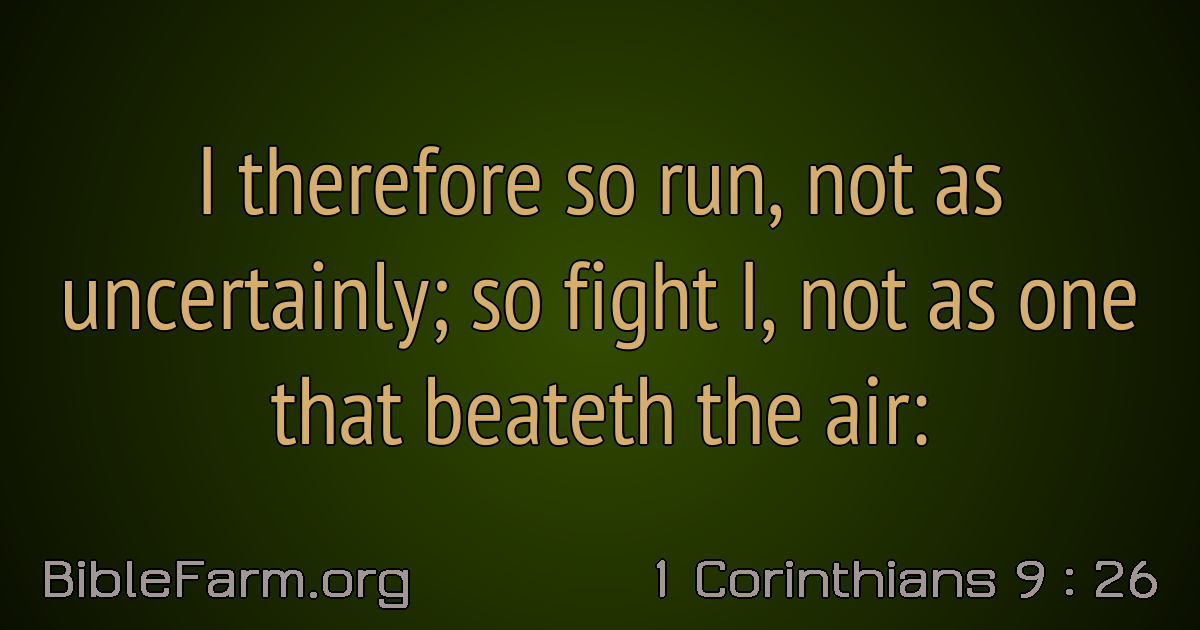 I therefore so run, not as
uncertainly; so fight I, not as one
that beateth the air:
BibleFarm.org
1 Corinthians 9 : 26